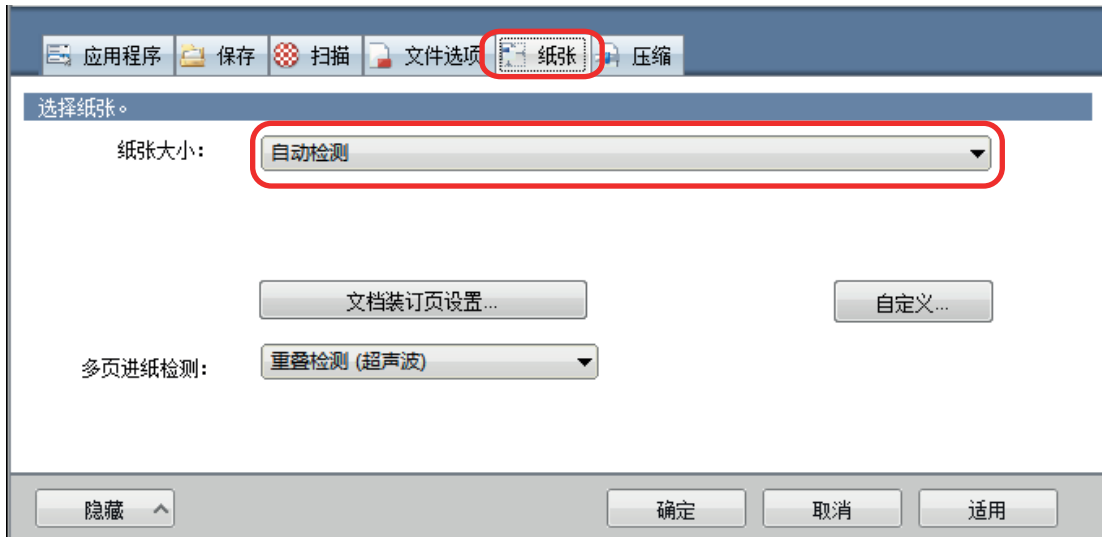 应用程序 保存 扫描 文件选项 纸张 压缩
选择纸张。
纸张大小： 自动检测
文档装订页设置... 自定义...
多页进纸检测： 重叠检测 (超声波)
隐藏 确定 取消 适用